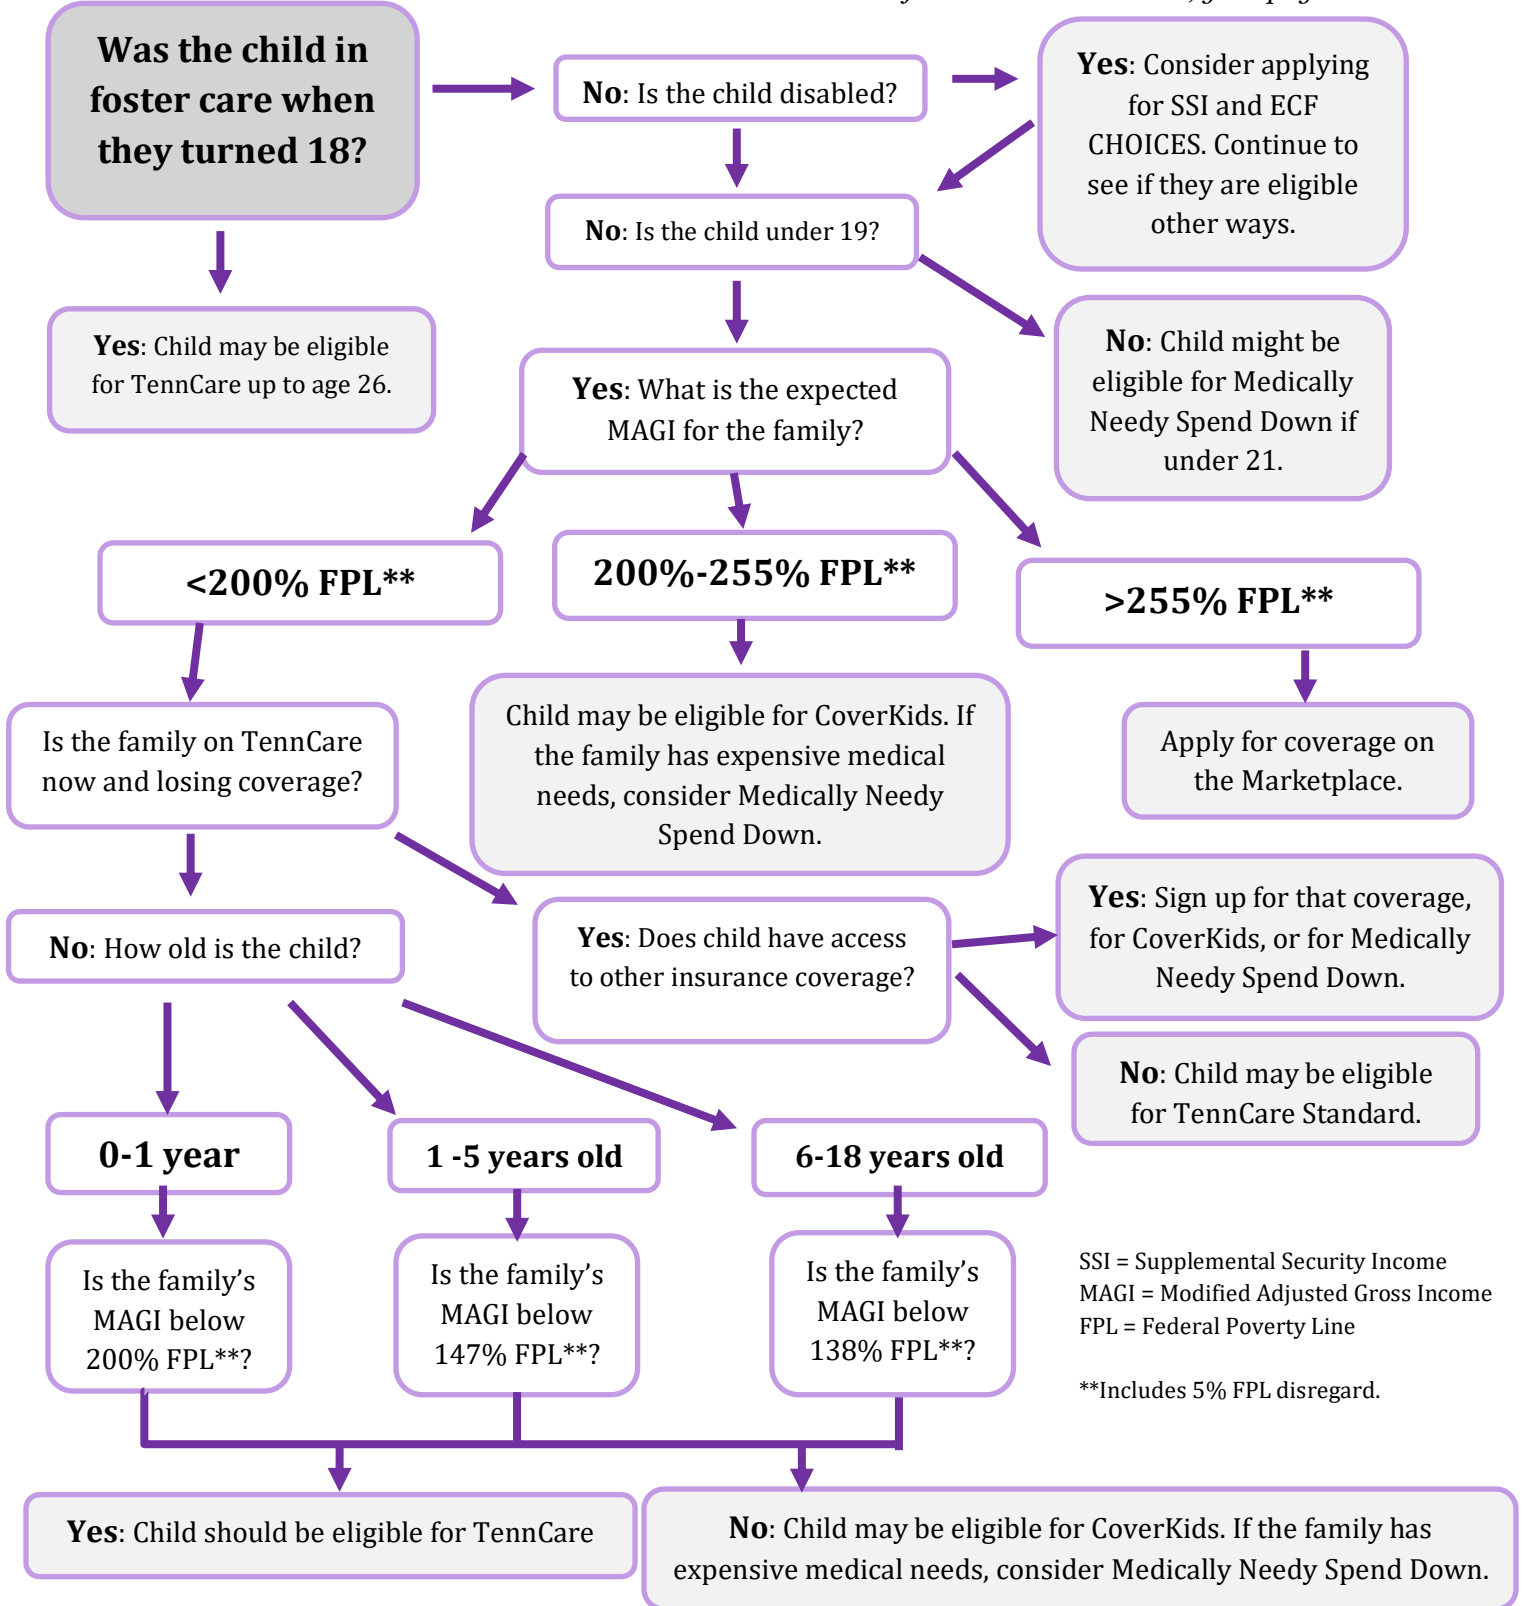 Was the child in
foster care when
they turned 18?
No: Is the child disabled?
Yes: Consider applying
for SSI and ECF
CHOICES. Continue to
see if they are eligible
other ways.
No: Is the child under 19?
Yes: Child may be eligible
for TennCare up to age 26.
No: Child might be
eligible for Medically
Needy Spend Down if
under 21.
Yes: What is the expected
MAGI for the family?
<200% FPL**
200%-255% FPL**
>255% FPL**
Is the family on TennCare
now and losing coverage?
Child may be eligible for CoverKids. If
the family has expensive medical
needs, consider Medically Needy
Spend Down.
Apply for coverage on
the Marketplace.
No: How old is the child?
Yes: Does child have access
to other insurance coverage?
Yes: Sign up for that coverage,
for CoverKids, or for Medically
Needy Spend Down.
No: Child may be eligible
for TennCare Standard.
0-1 year
1 -5 years old
6-18 years old
Is the family’s
MAGI below
200% FPL**?
Is the family’s
MAGI below
147% FPL**?
Is the family’s
MAGI below
138% FPL**?
SSI = Supplemental Security Income
MAGI = Modified Adjusted Gross Income
FPL = Federal Poverty Line
**Includes 5% FPL disregard.
Yes: Child should be eligible for TennCare
No: Child may be eligible for CoverKids. If the family has
expensive medical needs, consider Medically Needy Spend Down.